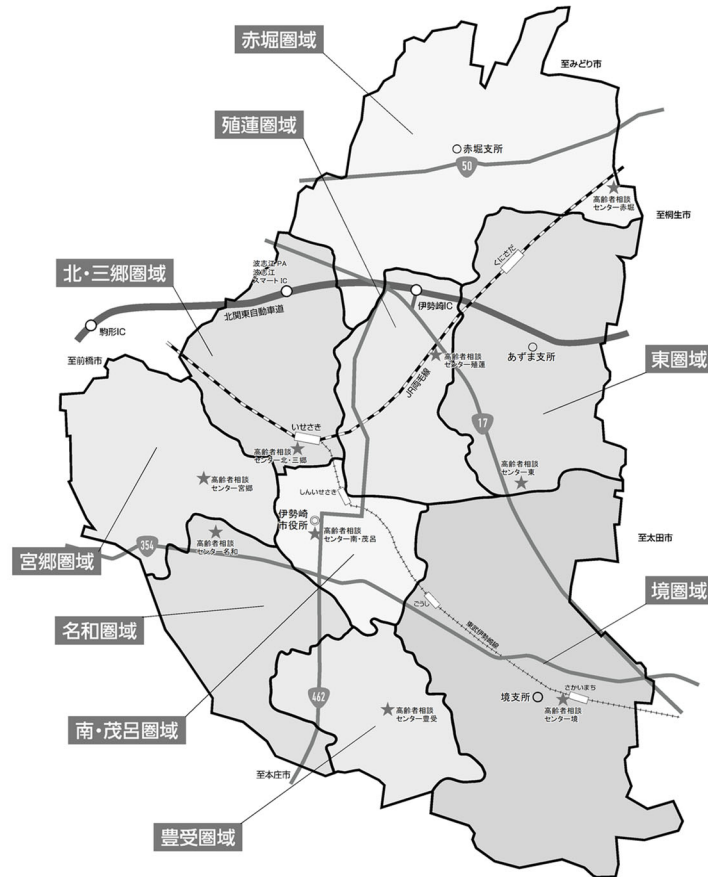 赤堀圏域
至みどり市
殖蓮圏域
赤堀支所
50
高齢者相談
センター赤堀
至桐生市
くにさだ
北・三郷圏域
波志江PA
波志江
スマートIC
伊勢崎IC
北関東自動車道
駒形IC
至前橋市
あずま支所
東圏域
高齢者相談
センター殖蓮
JR両毛線
17
いせさき
高齢者相談
センター北・三郷
高齢者相談
センター宮郷
高齢者相談
センター東
しんいせさき
伊勢崎
市役所
高齢者相談
センター南・茂呂
高齢者相談
センター名和
至太田市
宮郷圏域
354
境圏域
ごうし
東武伊勢崎線
名和圏域
さかいまち
境支所
高齢者相談
センター境
462
高齢者相談
センター豊受
南・茂呂圏域
至本庄市
豊受圏域